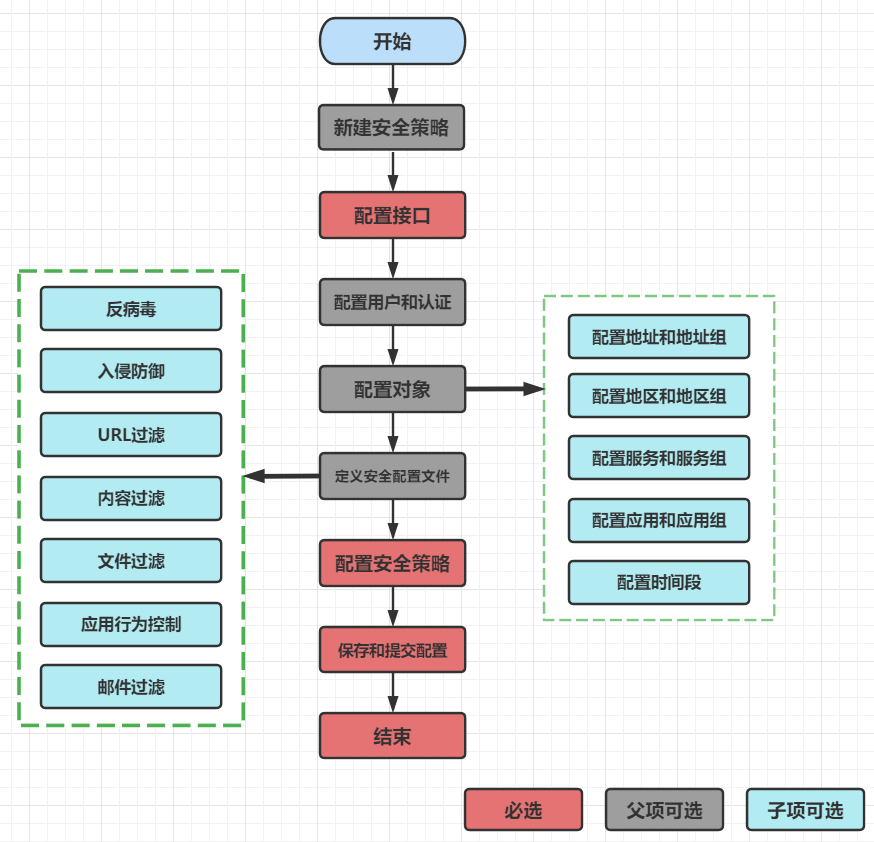 开始
新建安全策略
配置接口
配置用户和认证
配置对象
定义安全配置文件
配置安全策略
保存和提交配置
结束
反病毒
入侵防御
URL过滤
内容过滤
文件过滤
应用行为控制
邮件过滤
配置地址和地址组
配置地区和地区组
配置服务和服务组
配置应用和应用组
配置时间段
必选
父项可选
子项可选